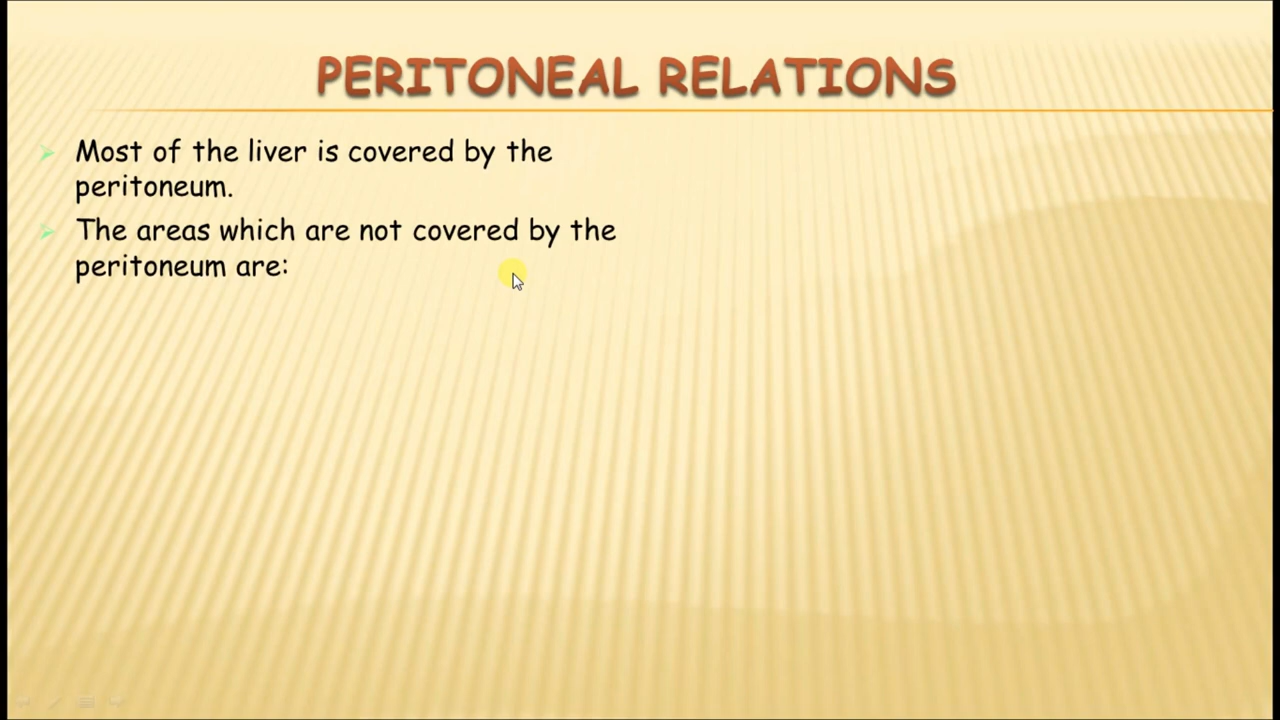 PERITONEAL RELATIONS
Most of the liver is covered by the
peritoneum.
The areas which are not covered by the
peritoneum are: